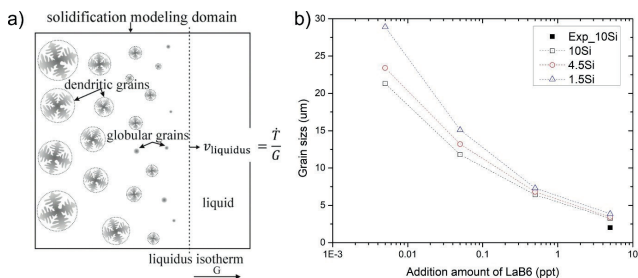 a)
solidification modeling domain
dendritic grains
globular grains
v_liquidus = Ṫ/G
liquid
liquidus isotherm
G
b)
Grain sizs (um)
30
25
20
15
10
5
0
Exp_10Si
10Si
4.5Si
1.5Si
1E-3
0.01
0.1
1
Addition amount of LaB6 (ppt)